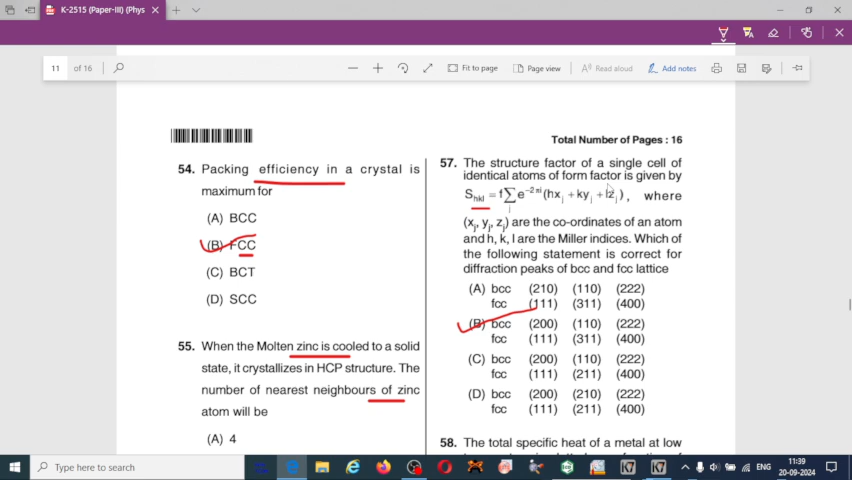 K-2515 (Paper-III) (Phys
11 of 16
Fit to page
Page view
Read aloud
Add notes
Total Number of Pages : 16
54. Packing efficiency in a crystal is
maximum for
(A) BCC
(B) FCC
(C) BCT
(D) SCC
55. When the Molten zinc is cooled to a solid
state, it crystallizes in HCP structure. The
number of nearest neighbours of zinc
atom will be
(A) 4
57. The structure factor of a single cell of
identical atoms of form factor is given by
S_hkl = f∑_j e^(-2πi) (hx_j + ky_j + lz_j), where
(x_j, y_j, z_j) are the co-ordinates of an atom
and h, k, l are the Miller indices. Which of
the following statement is correct for
diffraction peaks of bcc and fcc lattice
(A) bcc (210) (110) (222)
fcc (111) (311) (400)
(B) bcc (200) (110) (222)
fcc (111) (311) (400)
(C) bcc (200) (110) (222)
fcc (111) (211) (400)
(D) bcc (200) (210) (222)
fcc (111) (211) (400)
58. The total specific heat of a metal at low
Type here to search
ENG
11:39
20-09-2024